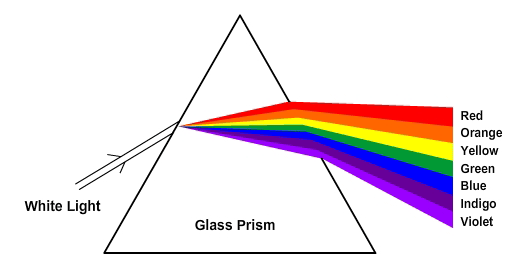 Red
Orange
Yellow
Green
Blue
Indigo
Violet
White Light
Glass Prism